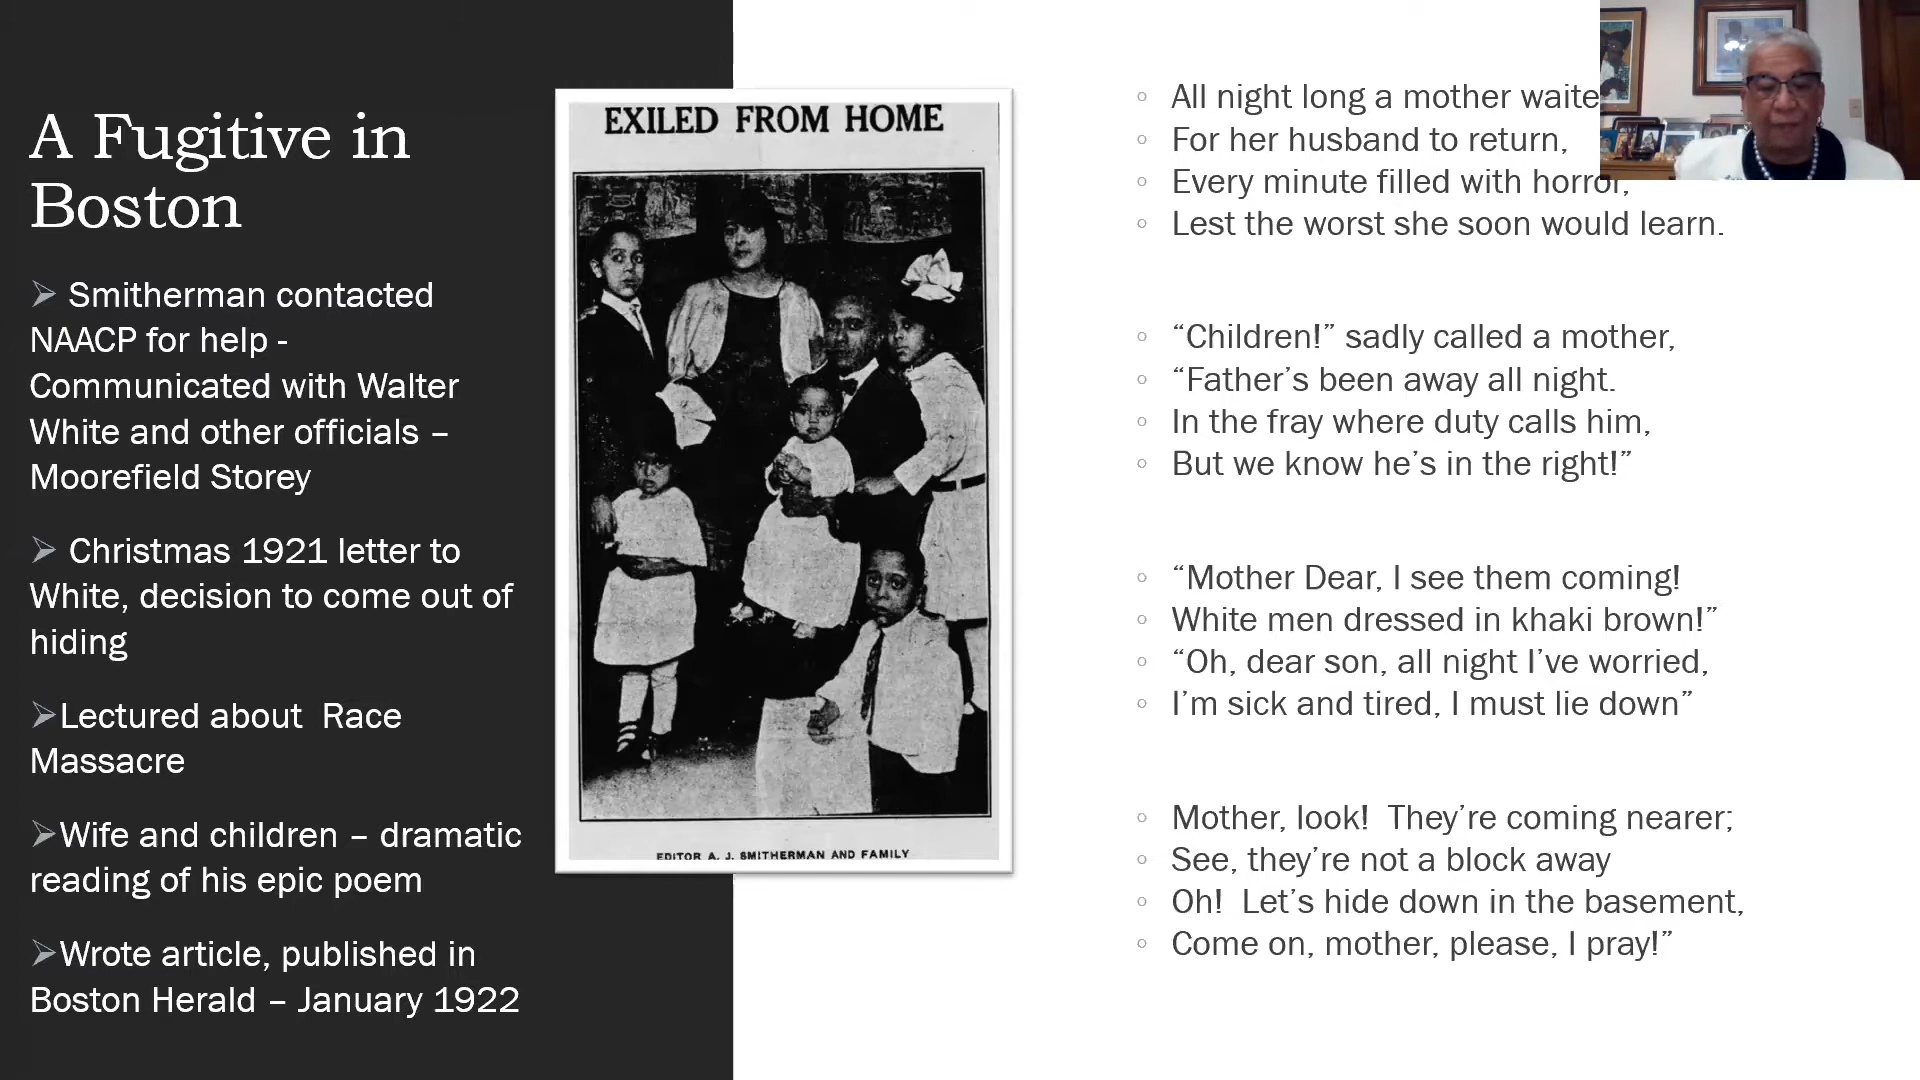 A Fugitive in
Boston
➢ Smitherman contacted
NAACP for help -
Communicated with Walter
White and other officials –
Moorefield Storey
➢ Christmas 1921 letter to
White, decision to come out of
hiding
➢Lectured about  Race
Massacre
➢Wife and children – dramatic
reading of his epic poem
➢Wrote article, published in
Boston Herald – January 1922
EXILED FROM HOME
EDITOR A. J. SMITHERMAN AND FAMILY
◦ All night long a mother
◦ For her husband to return,
◦ Every minute filled with horror,
◦ Lest the worst she soon would learn.
◦ “Children!” sadly called a mother,
◦ “Father’s been away all night.
◦ In the fray where duty calls him,
◦ But we know he’s in the right!”
◦ “Mother Dear, I see them coming!
◦ White men dressed in khaki brown!”
◦ “Oh, dear son, all night I’ve worried,
◦ I’m sick and tired, I must lie down”
◦ Mother, look!  They’re coming nearer;
◦ See, they’re not a block away
◦ Oh!  Let’s hide down in the basement,
◦ Come on, mother, please, I pray!”